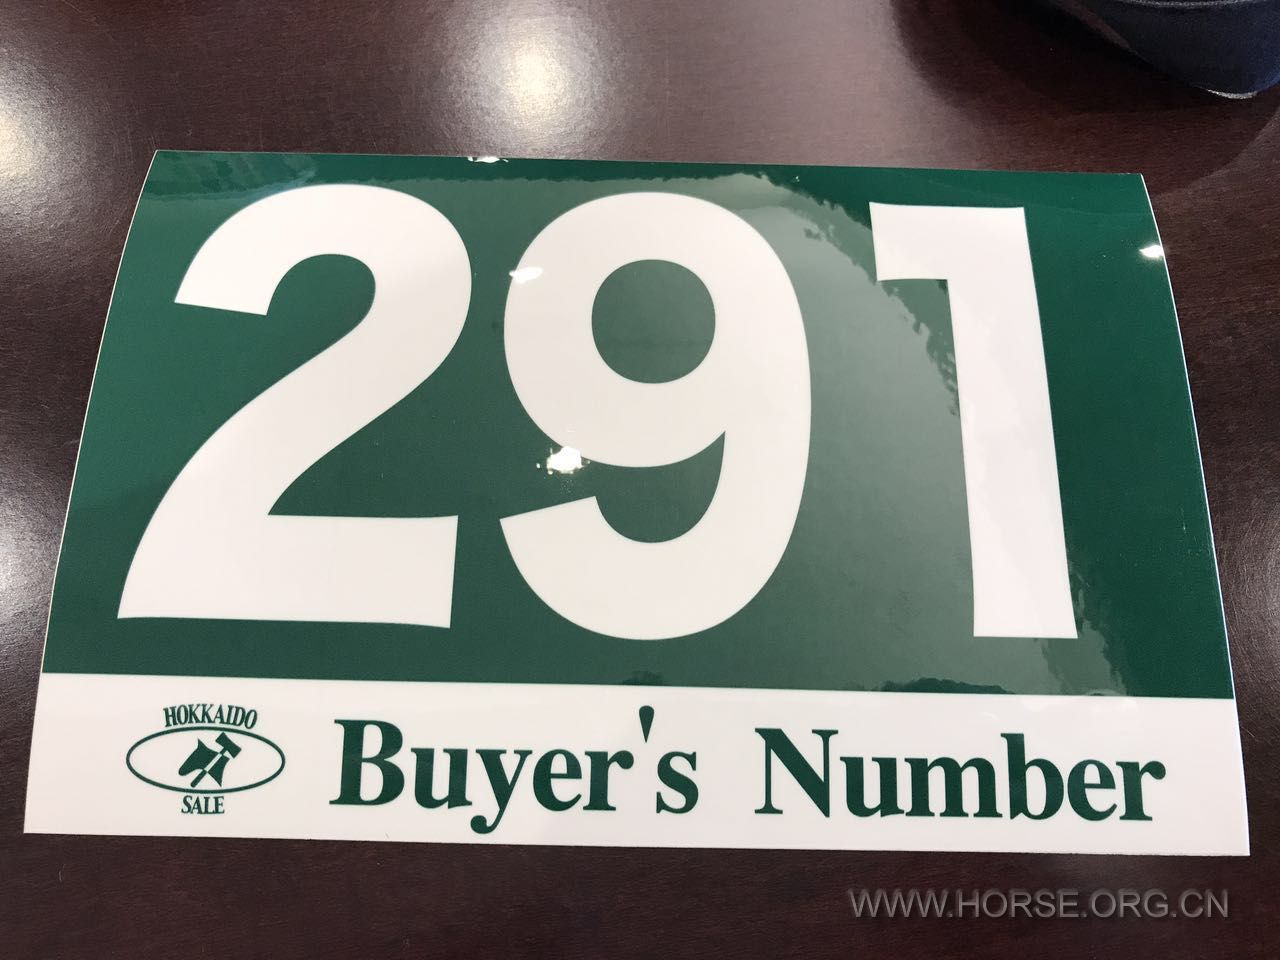 291
HOKKAIDO
SALE
Buyer's Number
WWW.HORSE.ORG.CN